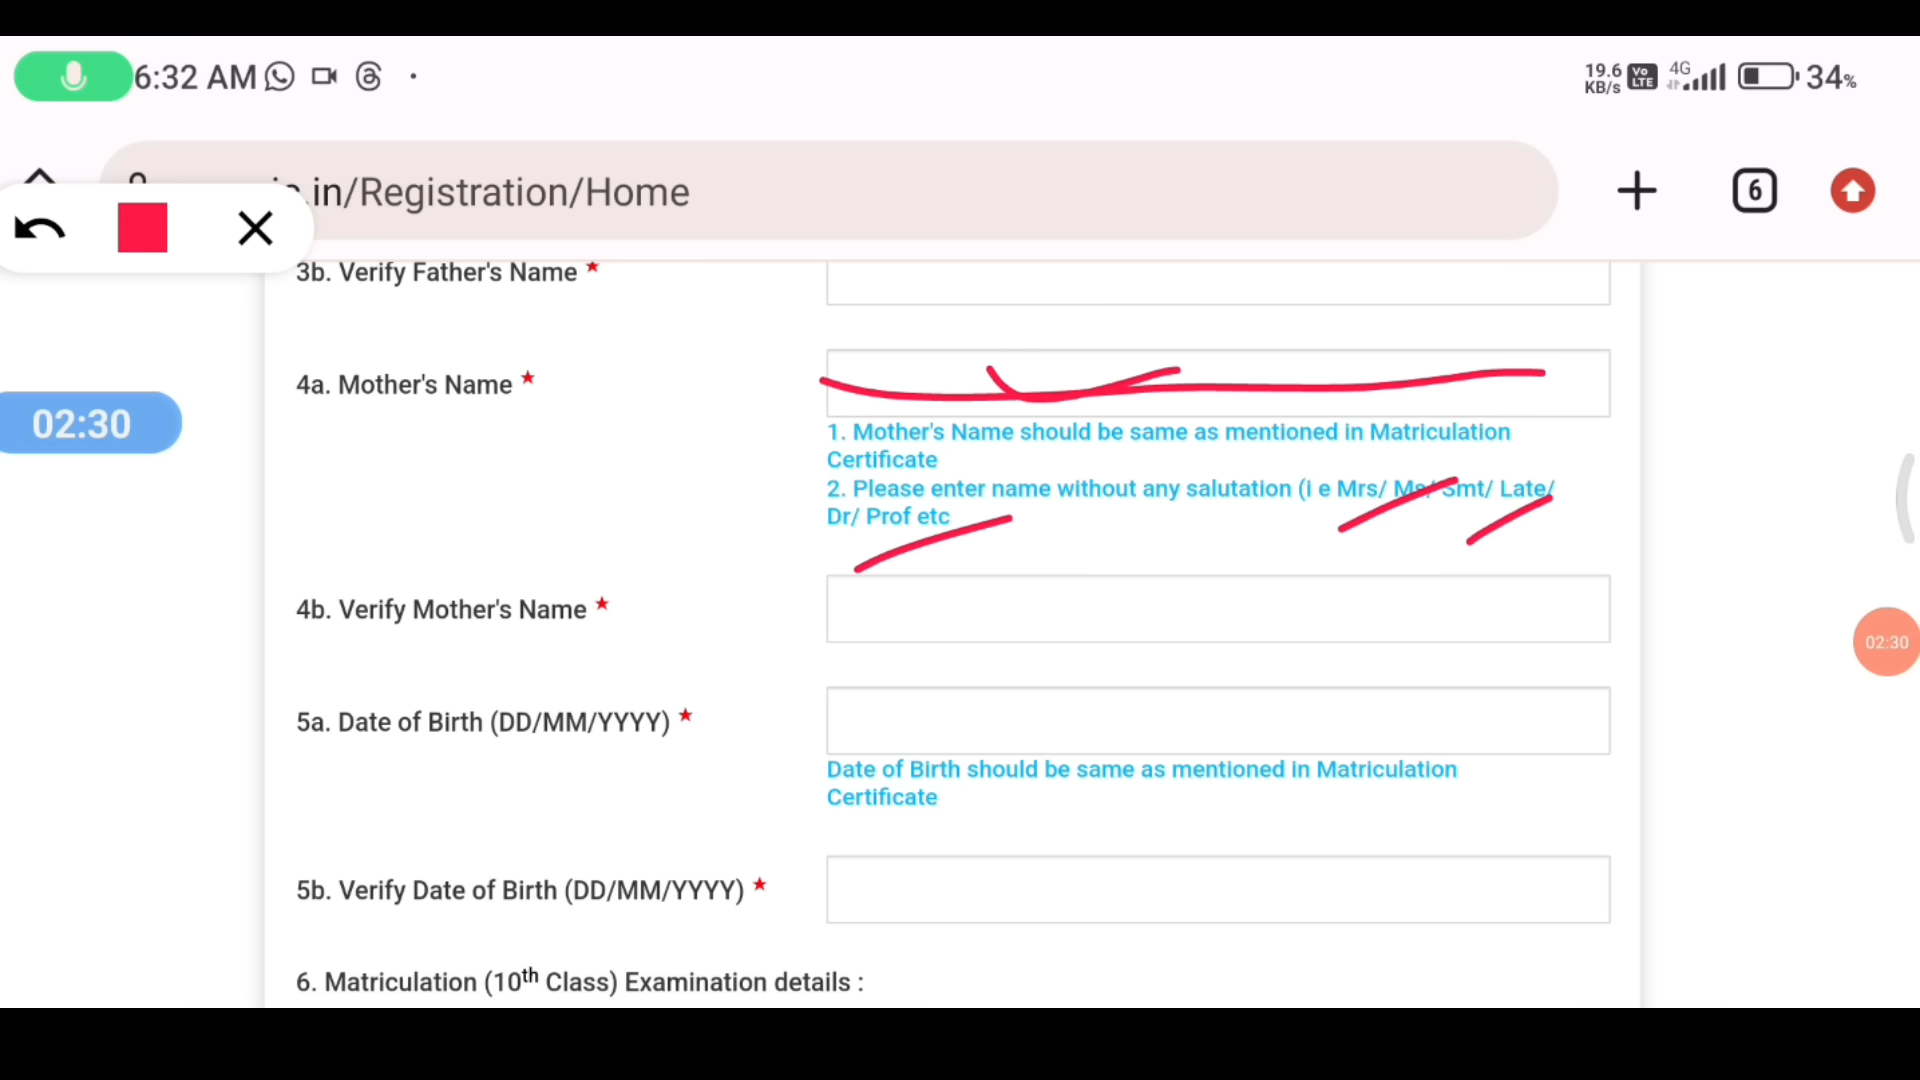 6:32 AM
19.6 KB/s
Vo LTE
4G
34%
.in/Registration/Home
6
3b. Verify Father's Name *
4a. Mother's Name *
02:30
1. Mother's Name should be same as mentioned in Matriculation
Certificate
2. Please enter name without any salutation (i e Mrs/ Ms/ Smt/ Late/
Dr/ Prof etc
4b. Verify Mother's Name *
02:30
5a. Date of Birth (DD/MM/YYYY) *
Date of Birth should be same as mentioned in Matriculation
Certificate
5b. Verify Date of Birth (DD/MM/YYYY) *
6. Matriculation (10th Class) Examination details :